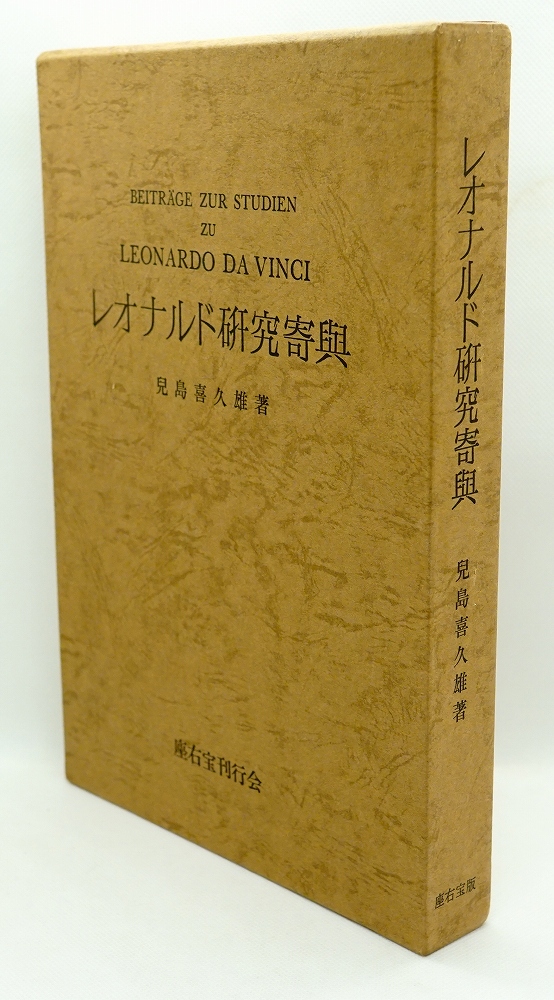 BEITRÄGE ZUR STUDIEN
ZU
LEONARDO DA VINCI
レオナルド硏究寄與
兒島喜久雄著
座右宝刊行会
レオナルド硏究寄與
兒島喜久雄著
座右宝版